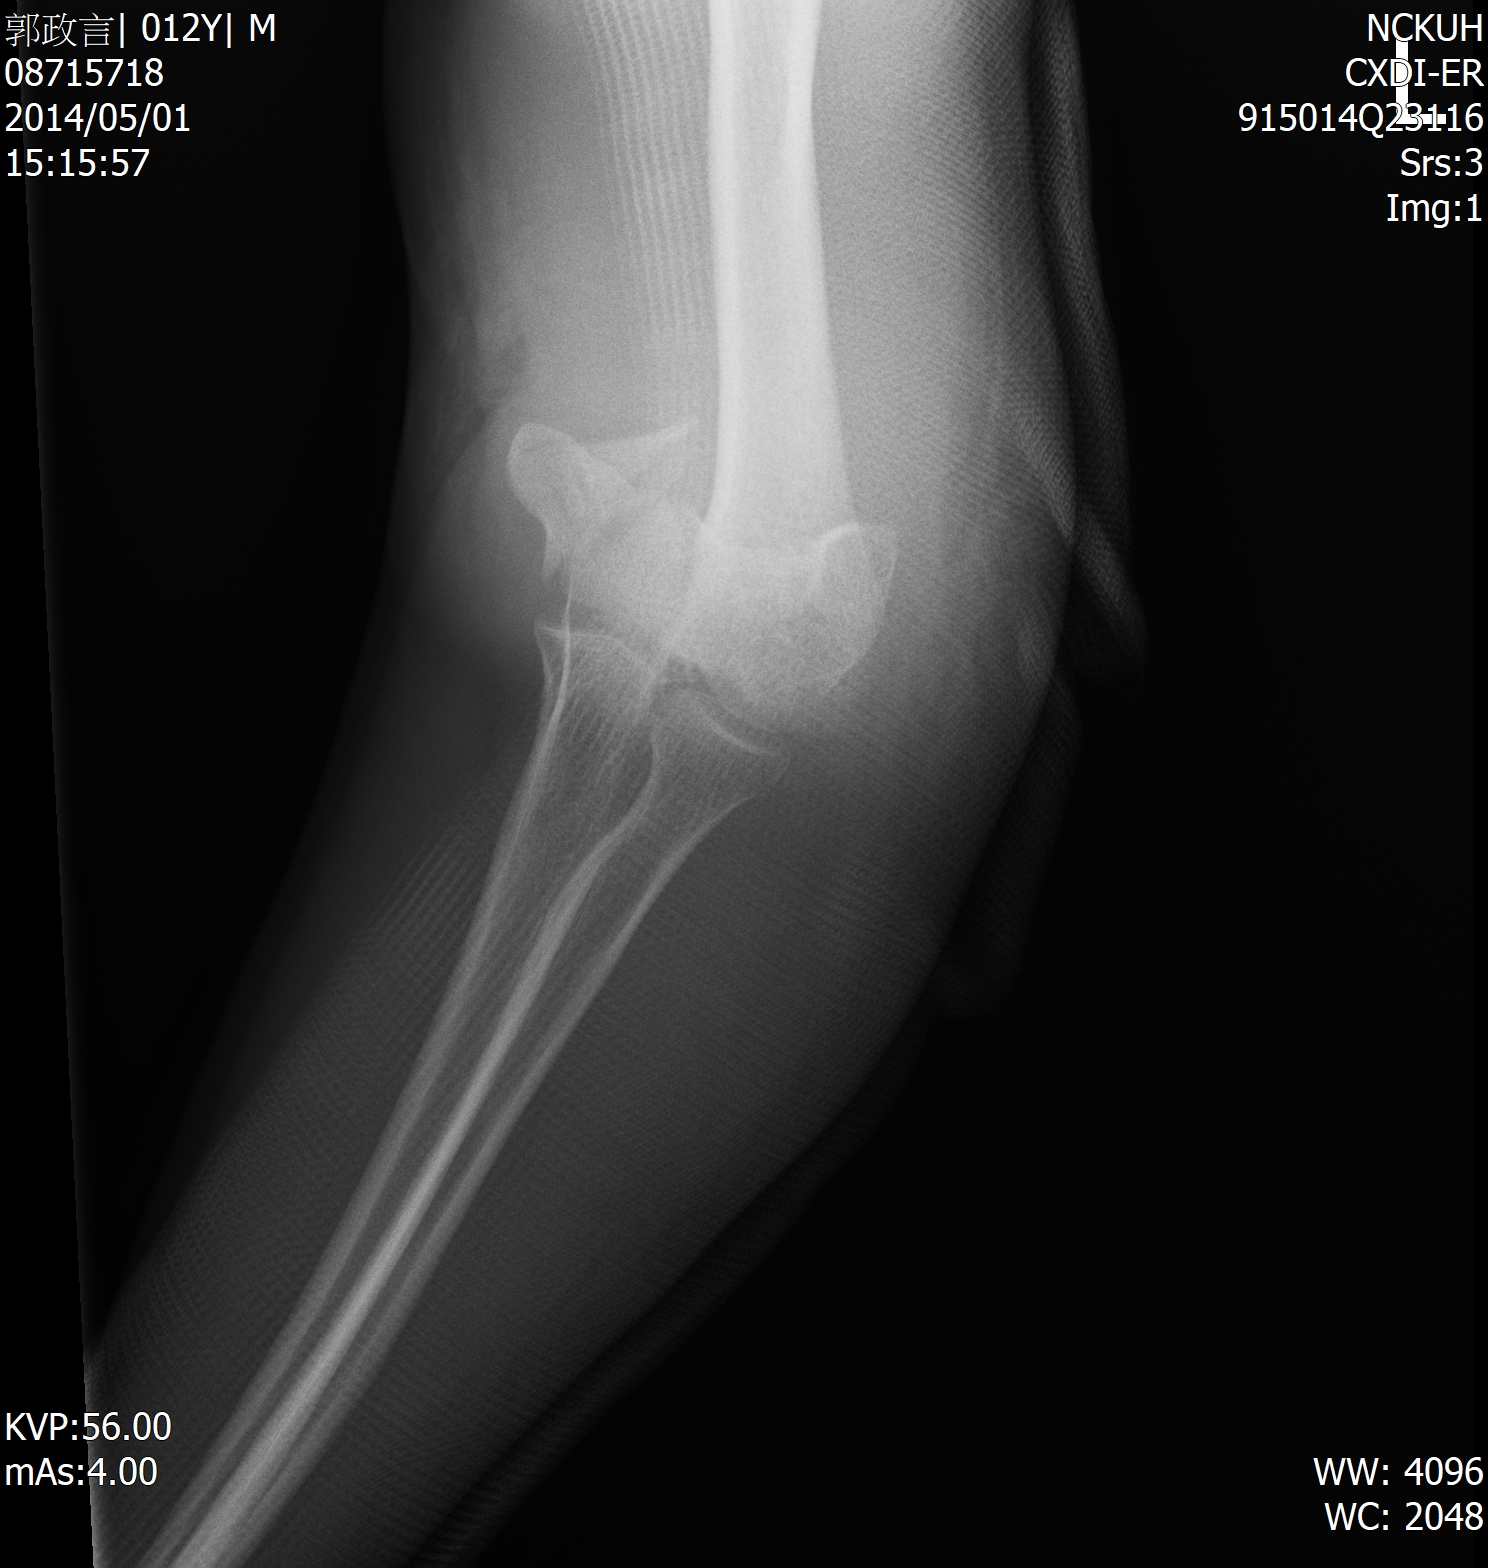 郭政言| 012Y| M
08715718
2014/05/01
15:15:57
NCKUH
CXDI-ER
915014Q23116
Srs:3
Img:1
L
KVP:56.00
mAs:4.00
WW: 4096
WC: 2048